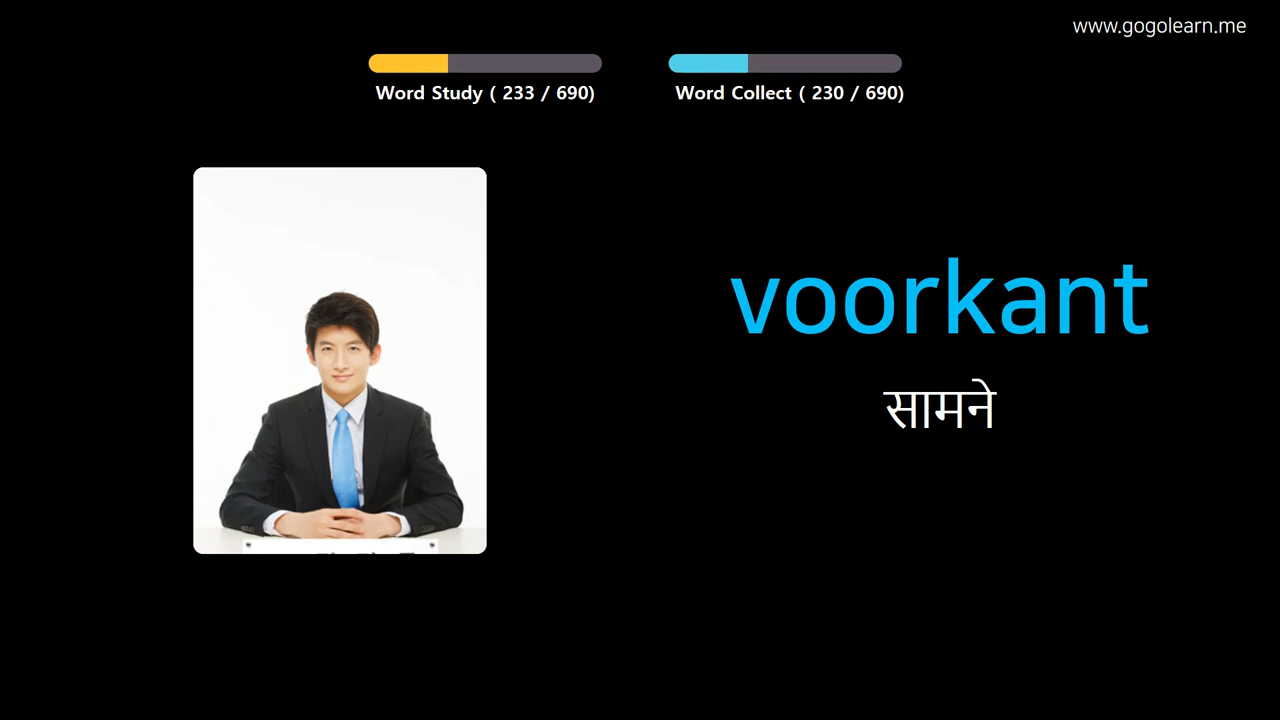 www.gogolearn.me
Word Study ( 233 / 690)
Word Collect ( 230 / 690)
voorkant
सामने